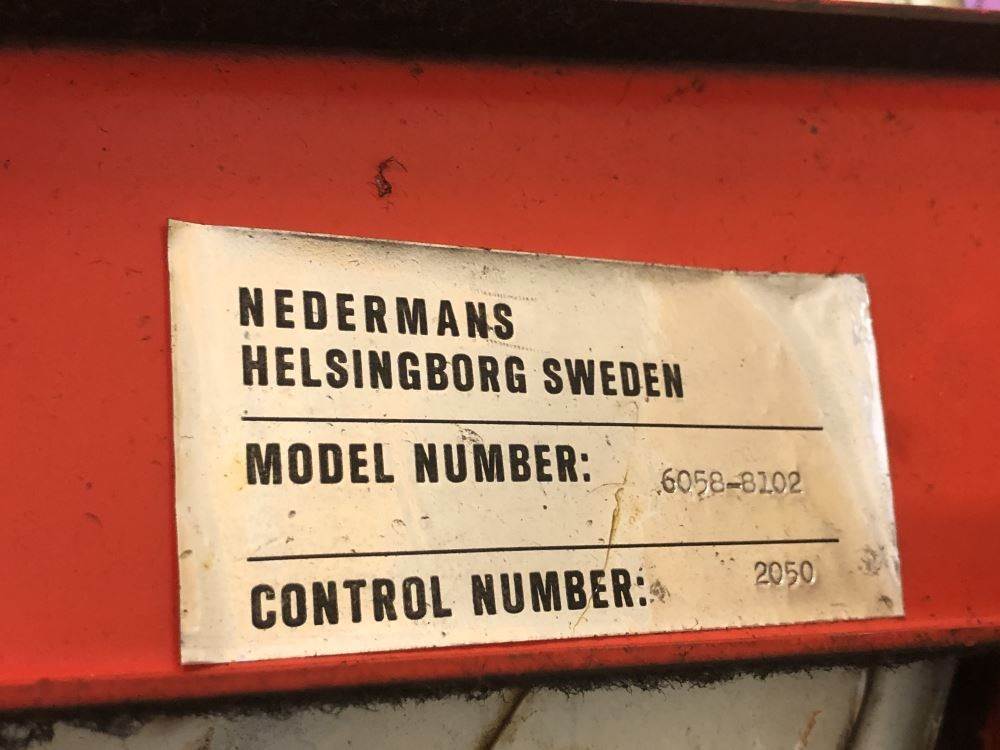 NEDERMANS
HELSINGBORG SWEDEN
MODEL NUMBER: 6058-8102
CONTROL NUMBER: 2050